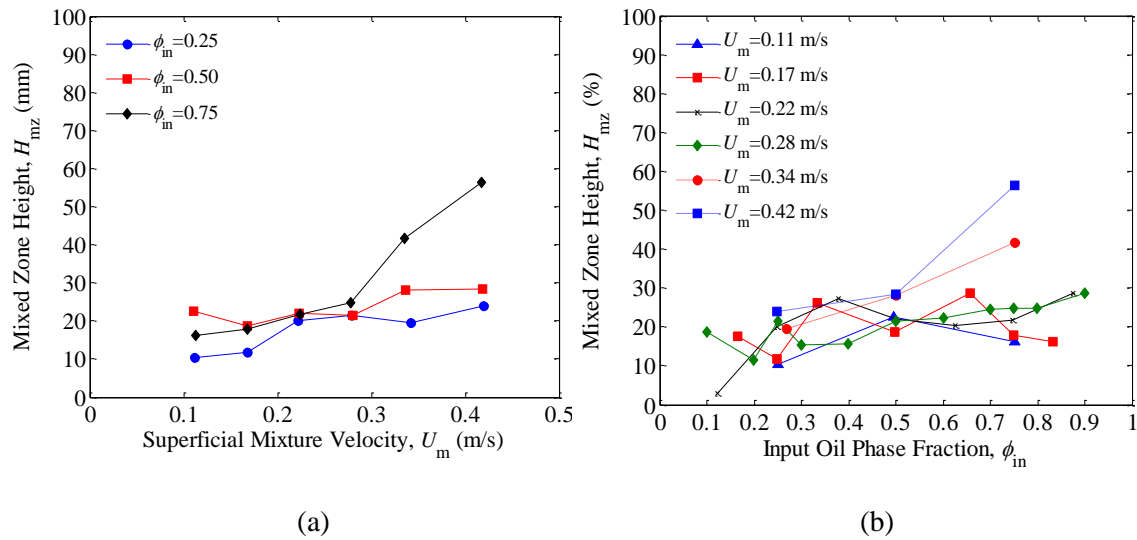 100
90
80
70
60
50
40
30
20
10
0
0 0.1 0.2 0.3 0.4 0.5
Mixed Zone Height, H_mz (mm)
Superficial Mixture Velocity, U_m (m/s)
ϕ_in=0.25
ϕ_in=0.50
ϕ_in=0.75
(a)
100
90
80
70
60
50
40
30
20
10
0
0 0.1 0.2 0.3 0.4 0.5 0.6 0.7 0.8 0.9 1
Mixed Zone Height, H_mz (%)
Input Oil Phase Fraction, ϕ_in
U_m=0.11 m/s
U_m=0.17 m/s
U_m=0.22 m/s
U_m=0.28 m/s
U_m=0.34 m/s
U_m=0.42 m/s
(b)